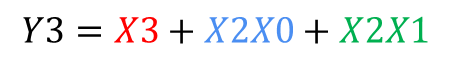 Y3 = X3 + X2X0 + X2X1